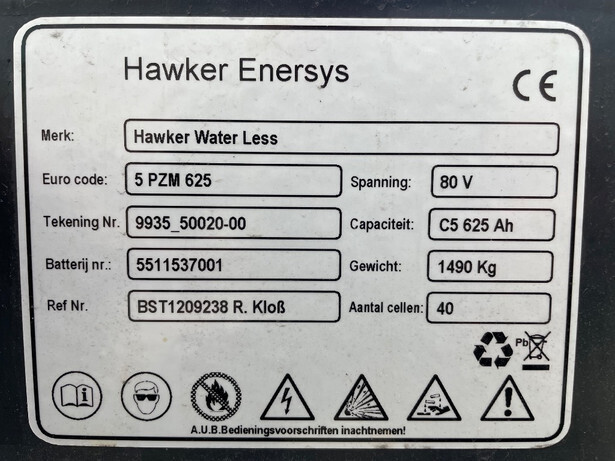 Hawker Enersys
CE
Merk: Hawker Water Less
Euro code: 5 PZM 625 Spanning: 80 V
Tekening Nr. 9935_50020-00 Capaciteit: C5 625 Ah
Batterij nr.: 5511537001 Gewicht: 1490 Kg
Ref Nr. BST1209238 R. Kloß Aantal cellen: 40
Pb
A.U.B.Bedieningsvoorschriften inachtnemen!